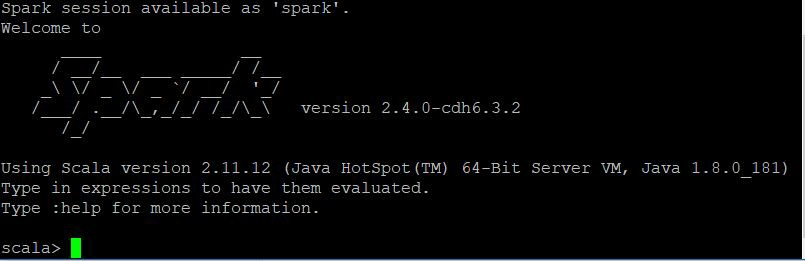 Spark session available as 'spark'.
Welcome to
      ____              __
     / __/__  ___ _____/ /__
    _\ \/ _ \/ _ `/ __/  '_/
   /___/ .__/\_,_/_/ /_/\_\   version 2.4.0-cdh6.3.2
      /_/
Using Scala version 2.11.12 (Java HotSpot(TM) 64-Bit Server VM, Java 1.8.0_181)
Type in expressions to have them evaluated.
Type :help for more information.
scala>